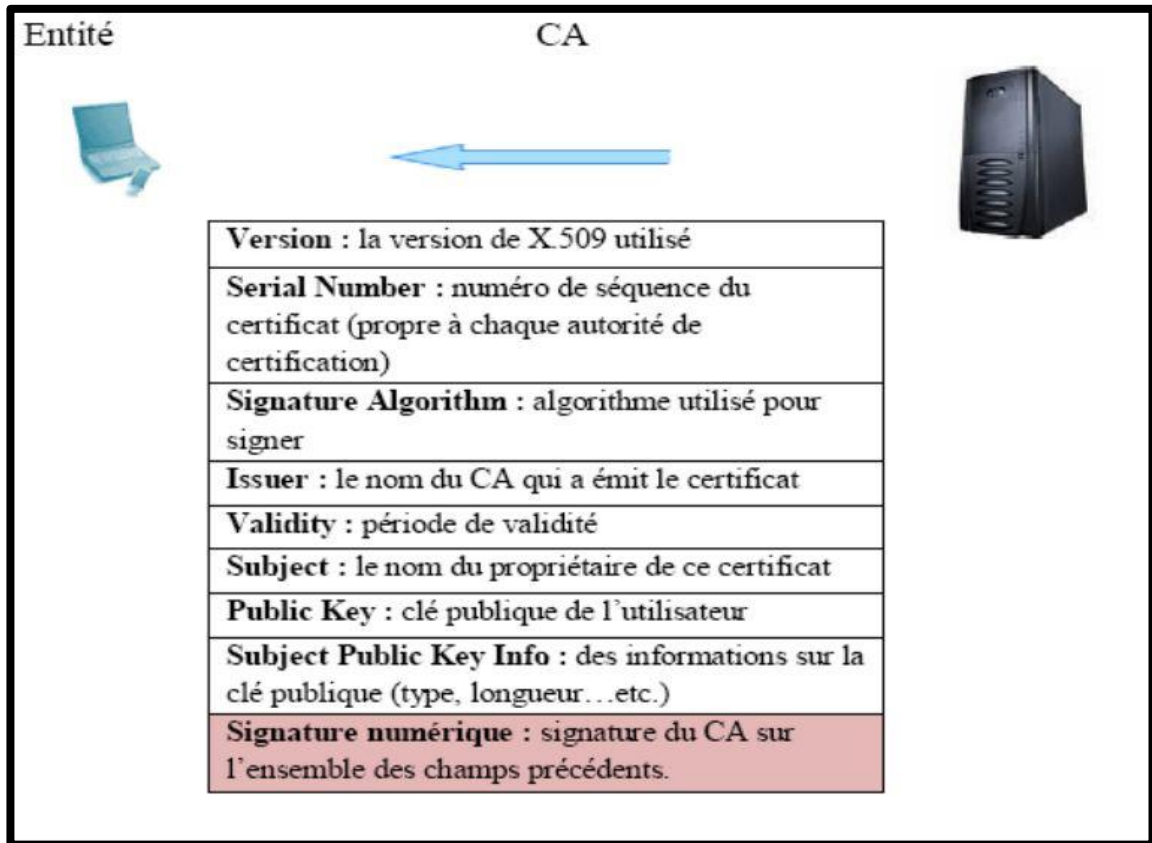 Entité
CA
Version : la version de X.509 utilisé
Serial Number : numéro de séquence du
certificat (propre à chaque autorité de
certification)
Signature Algorithm : algorithme utilisé pour
signer
Issuer : le nom du CA qui a émit le certificat
Validity : période de validité
Subject : le nom du propriétaire de ce certificat
Public Key : clé publique de l’utilisateur
Subject Public Key Info : des informations sur la
clé publique (type, longueur…etc.)
Signature numérique : signature du CA sur
l’ensemble des champs précédents.